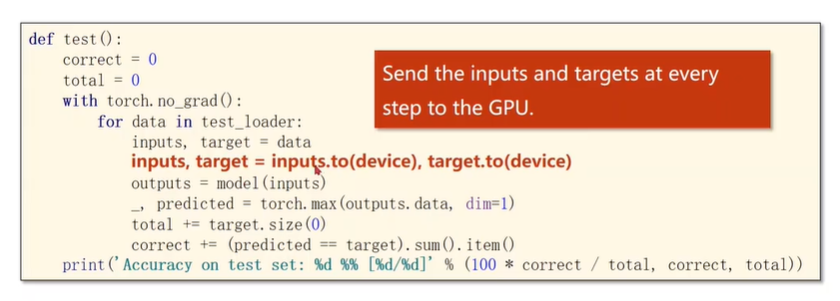 def test():
    correct = 0
    total = 0
    with torch.no_grad():
        for data in test_loader:
            inputs, target = data
            inputs, target = inputs.to(device), target.to(device)
            outputs = model(inputs)
            _, predicted = torch.max(outputs.data, dim=1)
            total += target.size(0)
            correct += (predicted == target).sum().item()
    print('Accuracy on test set: %d %% [%d/%d]' % (100 * correct / total, correct, total))
Send the inputs and targets at every
step to the GPU.